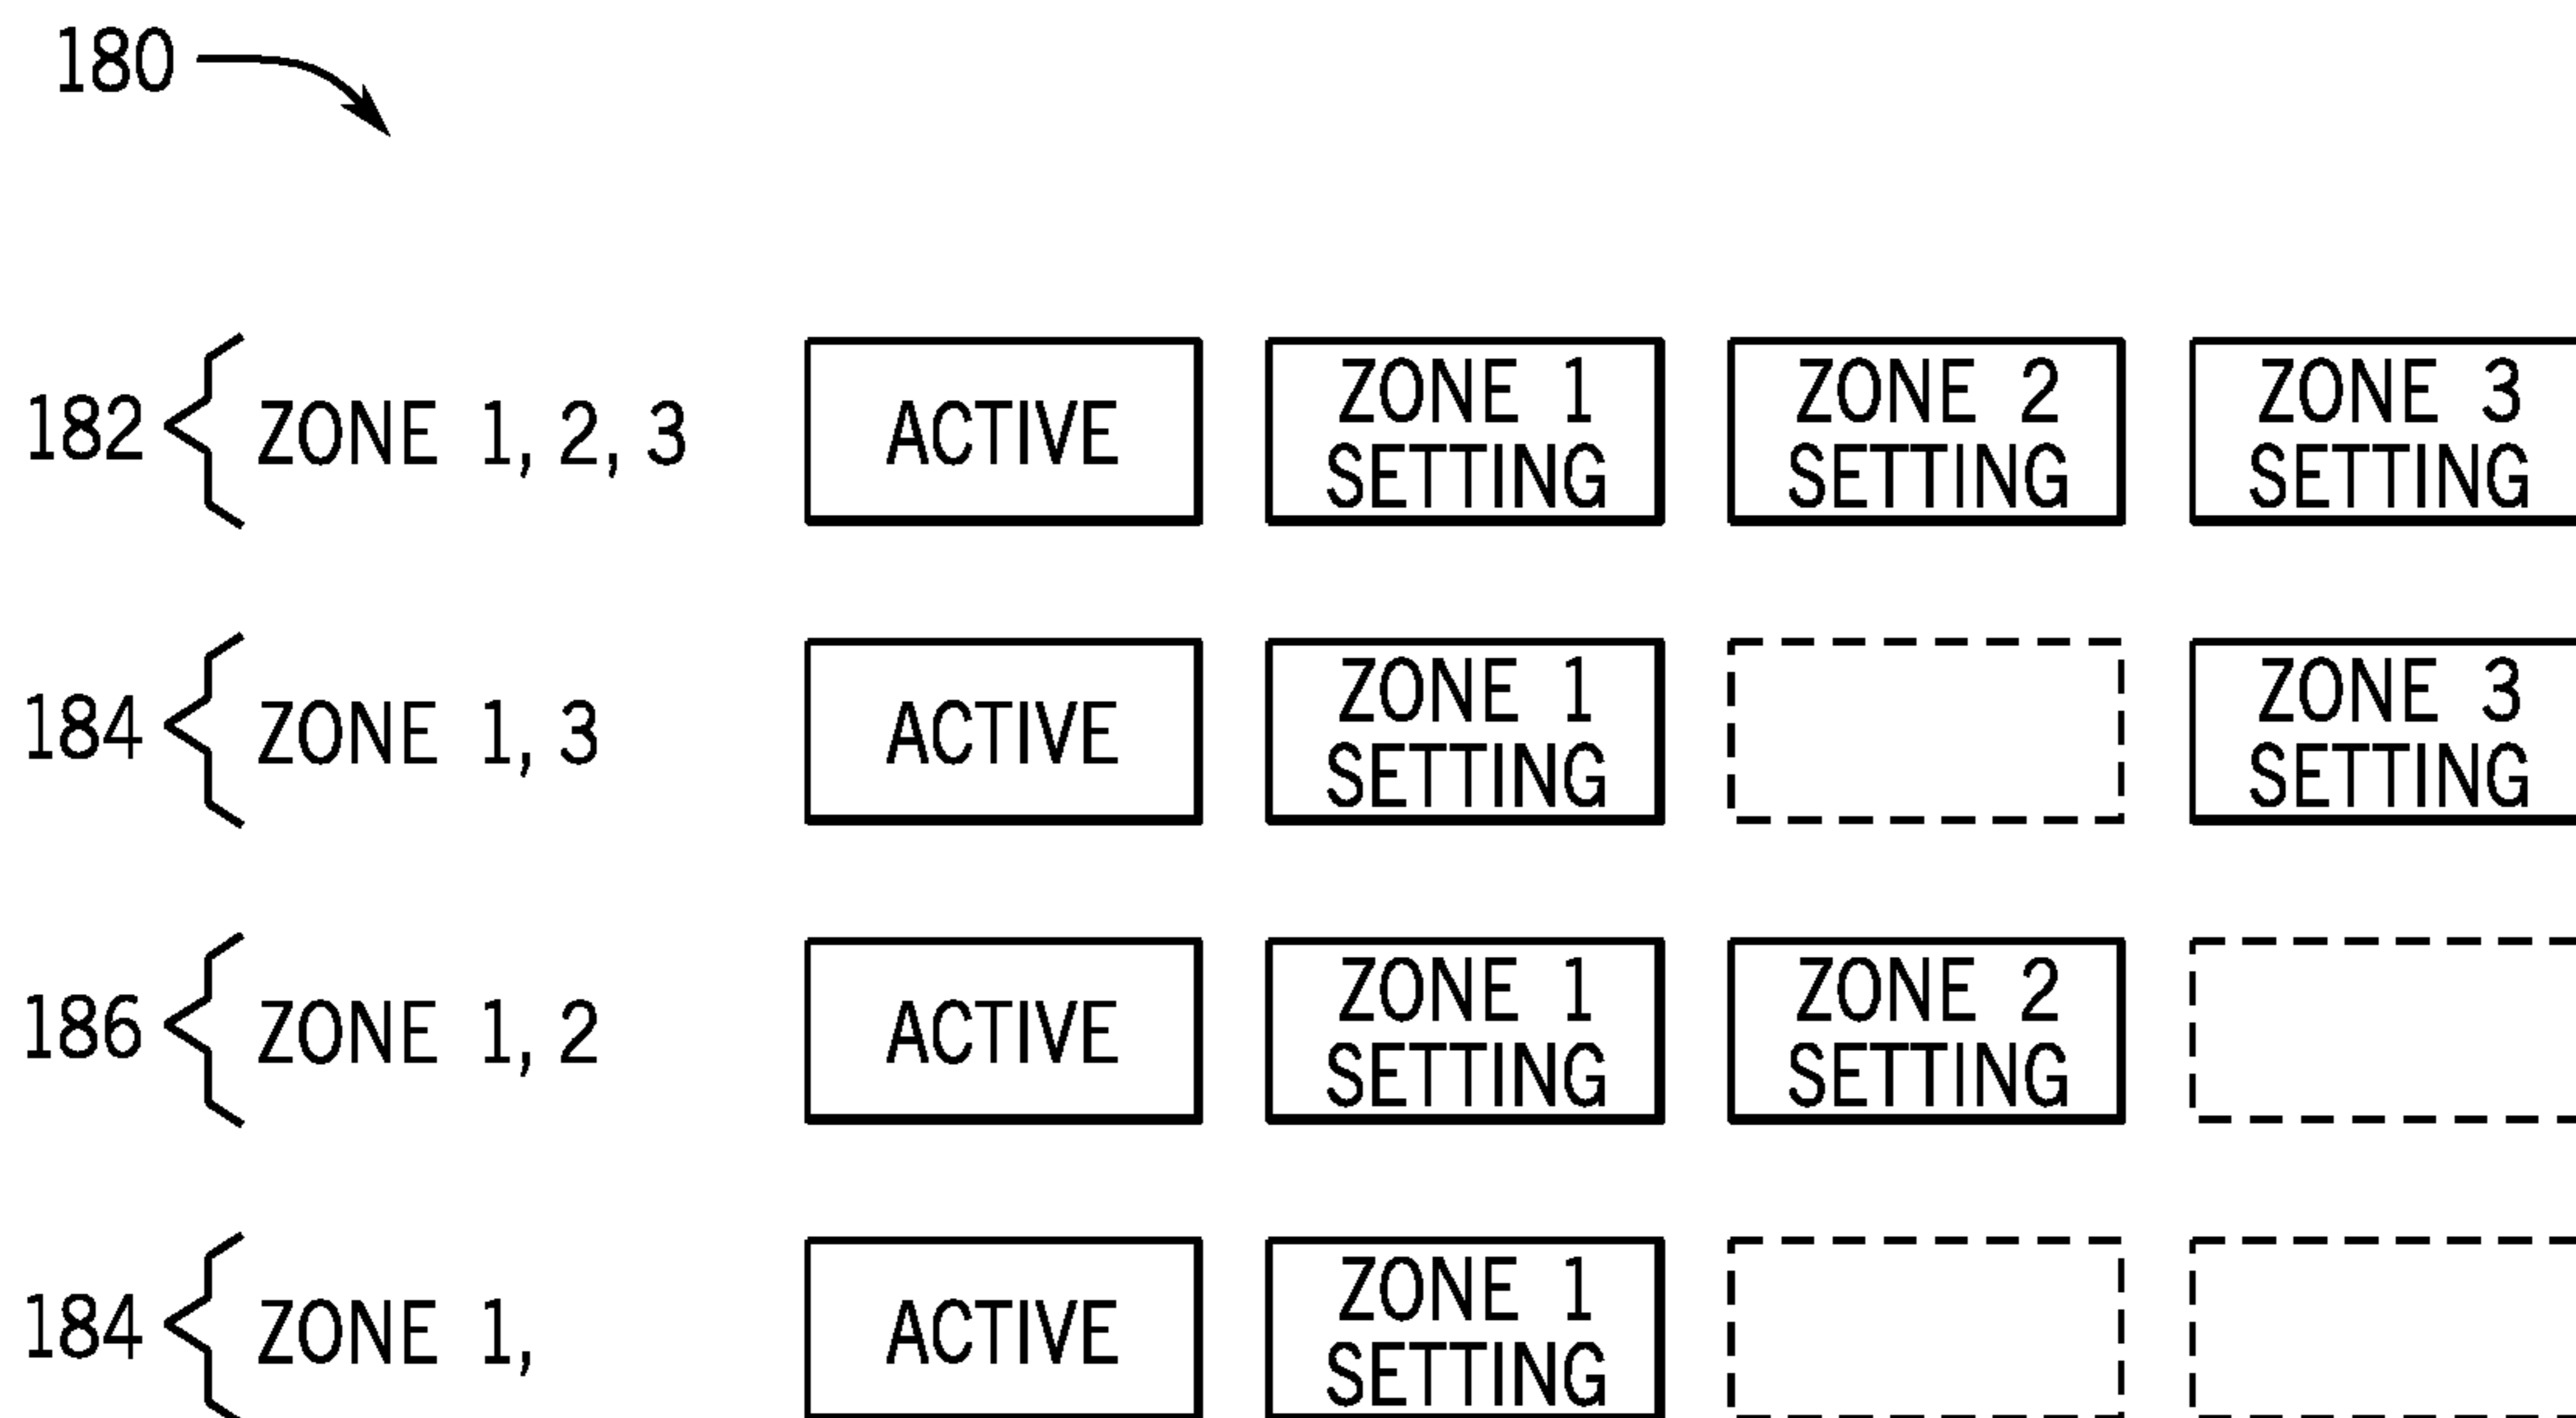 180
182 ZONE 1, 2, 3 ACTIVE ZONE 1 SETTING ZONE 2 SETTING ZONE 3 SETTING
184 ZONE 1, 3 ACTIVE ZONE 1 SETTING ZONE 3 SETTING
186 ZONE 1, 2 ACTIVE ZONE 1 SETTING ZONE 2 SETTING
184 ZONE 1, ACTIVE ZONE 1 SETTING